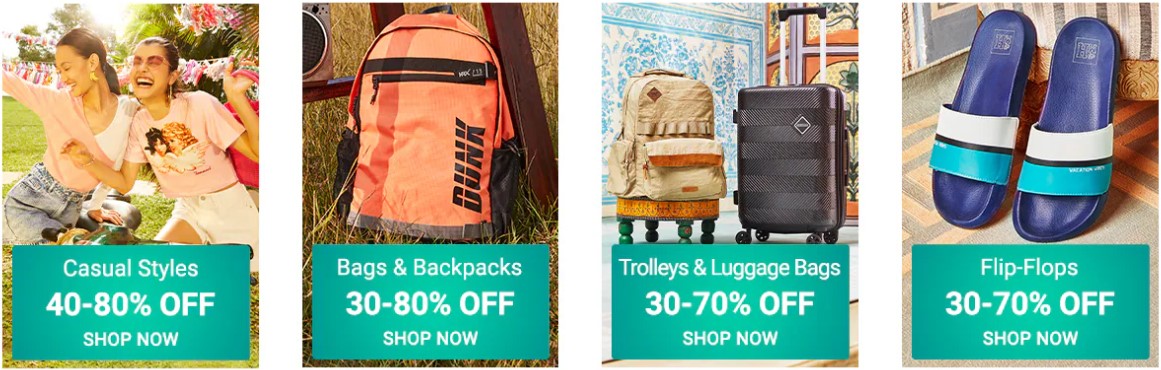 Casual Styles
40-80% OFF
SHOP NOW
DUNK
Bags & Backpacks
30-80% OFF
SHOP NOW
Trolleys & Luggage Bags
30-70% OFF
SHOP NOW
Flip-Flops
30-70% OFF
SHOP NOW